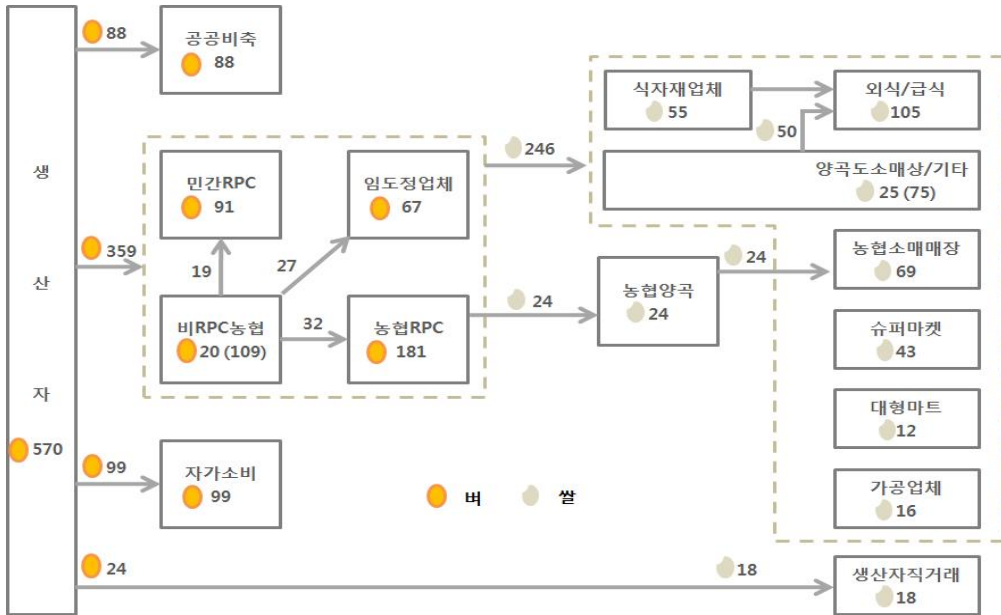 생
산
자
570
88
공공비축
88
359
민간RPC
91
임도정업체
67
19
27
비RPC농협
20 (109)
32
농협RPC
181
246
식자재업체
55
외식/급식
105
50
양곡도소매상/기타
25 (75)
24
농협양곡
24
24
농협소매매장
69
슈퍼마켓
43
대형마트
12
가공업체
16
99
자가소비
99
벼
쌀
24
18
생산자직거래
18